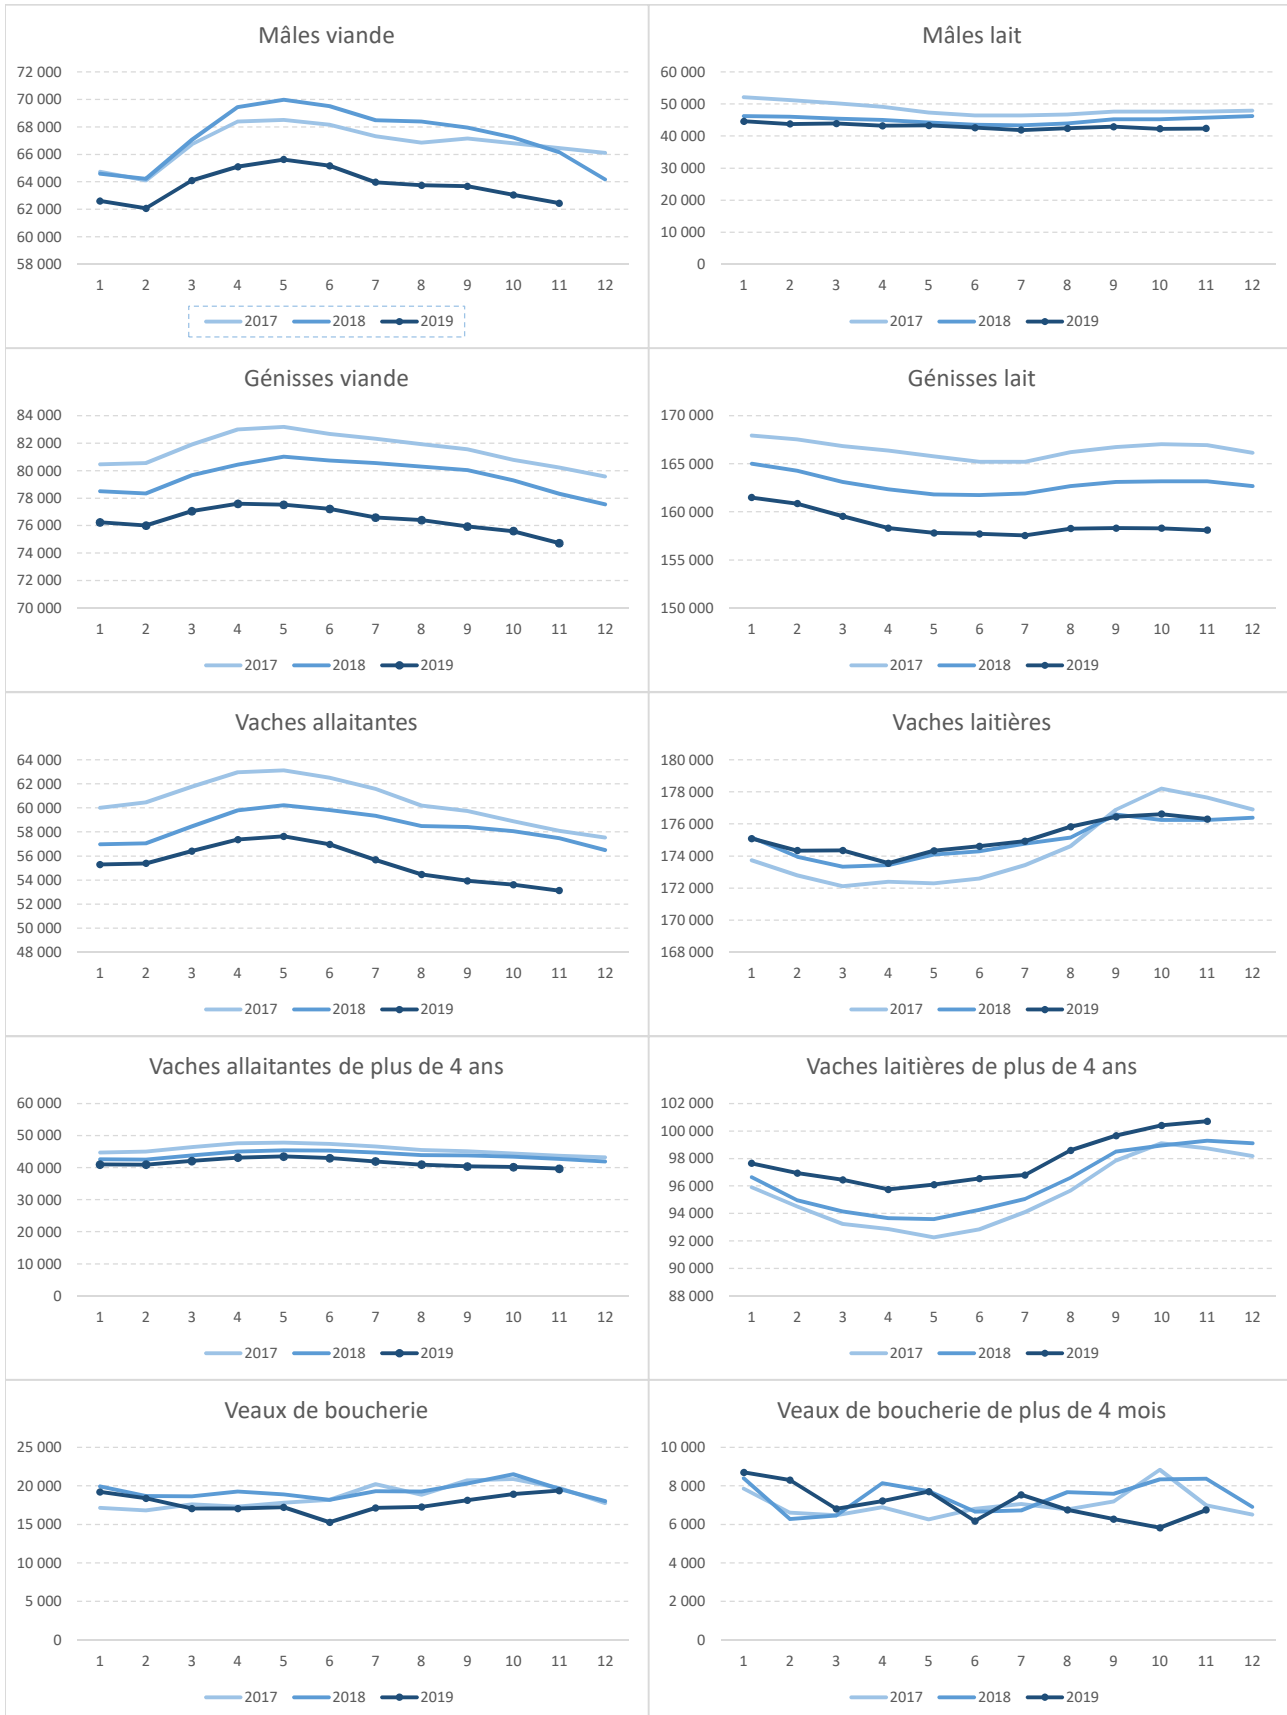 Mâles viande
72 000
70 000
68 000
66 000
64 000
62 000
60 000
58 000
1 2 3 4 5 6 7 8 9 10 11 12
2017 2018 2019
Mâles lait
60 000
50 000
40 000
30 000
20 000
10 000
0
1 2 3 4 5 6 7 8 9 10 11 12
2017 2018 2019
Génisses viande
84 000
82 000
80 000
78 000
76 000
74 000
72 000
70 000
1 2 3 4 5 6 7 8 9 10 11 12
2017 2018 2019
Génisses lait
170 000
165 000
160 000
155 000
150 000
1 2 3 4 5 6 7 8 9 10 11 12
2017 2018 2019
Vaches allaitantes
64 000
62 000
60 000
58 000
56 000
54 000
52 000
50 000
48 000
1 2 3 4 5 6 7 8 9 10 11 12
2017 2018 2019
Vaches laitières
180 000
178 000
176 000
174 000
172 000
170 000
168 000
1 2 3 4 5 6 7 8 9 10 11 12
2017 2018 2019
Vaches allaitantes de plus de 4 ans
60 000
50 000
40 000
30 000
20 000
10 000
0
1 2 3 4 5 6 7 8 9 10 11 12
2017 2018 2019
Vaches laitières de plus de 4 ans
102 000
100 000
98 000
96 000
94 000
92 000
90 000
88 000
1 2 3 4 5 6 7 8 9 10 11 12
2017 2018 2019
Veaux de boucherie
25 000
20 000
15 000
10 000
5 000
0
1 2 3 4 5 6 7 8 9 10 11 12
2017 2018 2019
Veaux de boucherie de plus de 4 mois
10 000
8 000
6 000
4 000
2 000
0
1 2 3 4 5 6 7 8 9 10 11 12
2017 2018 2019